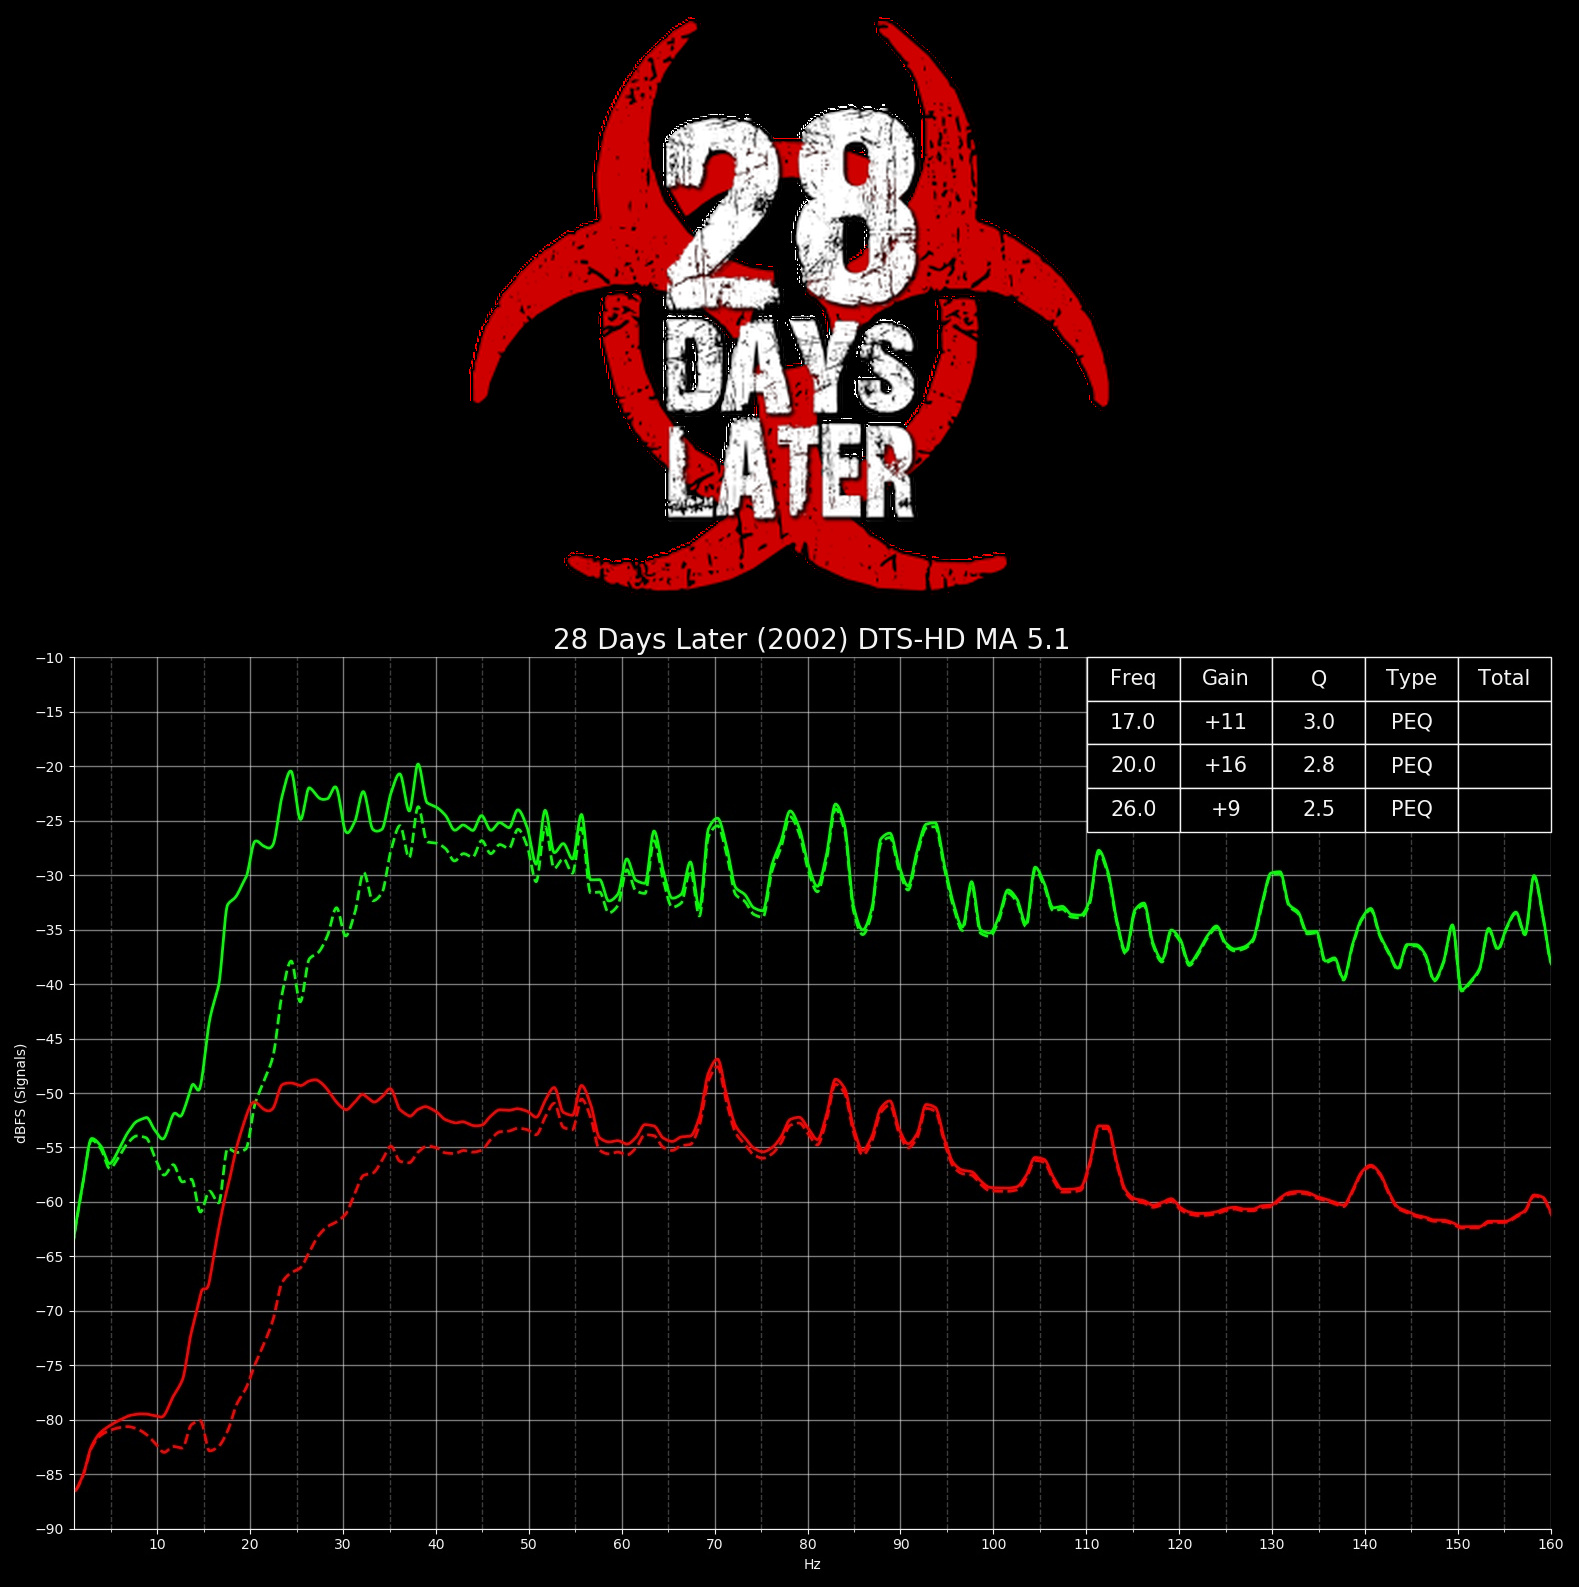 28
DAYS
LATER
28 Days Later (2002) DTS-HD MA 5.1
Freq Gain Q Type Total
17.0 +11 3.0 PEQ
20.0 +16 2.8 PEQ
26.0 +9 2.5 PEQ
−10
−15
−20
−25
−30
−35
−40
−45
−50
−55
−60
−65
−70
−75
−80
−85
−90
dBFS (Signals)
10 20 30 40 50 60 70 80 90 100 110 120 130 140 150 160
Hz